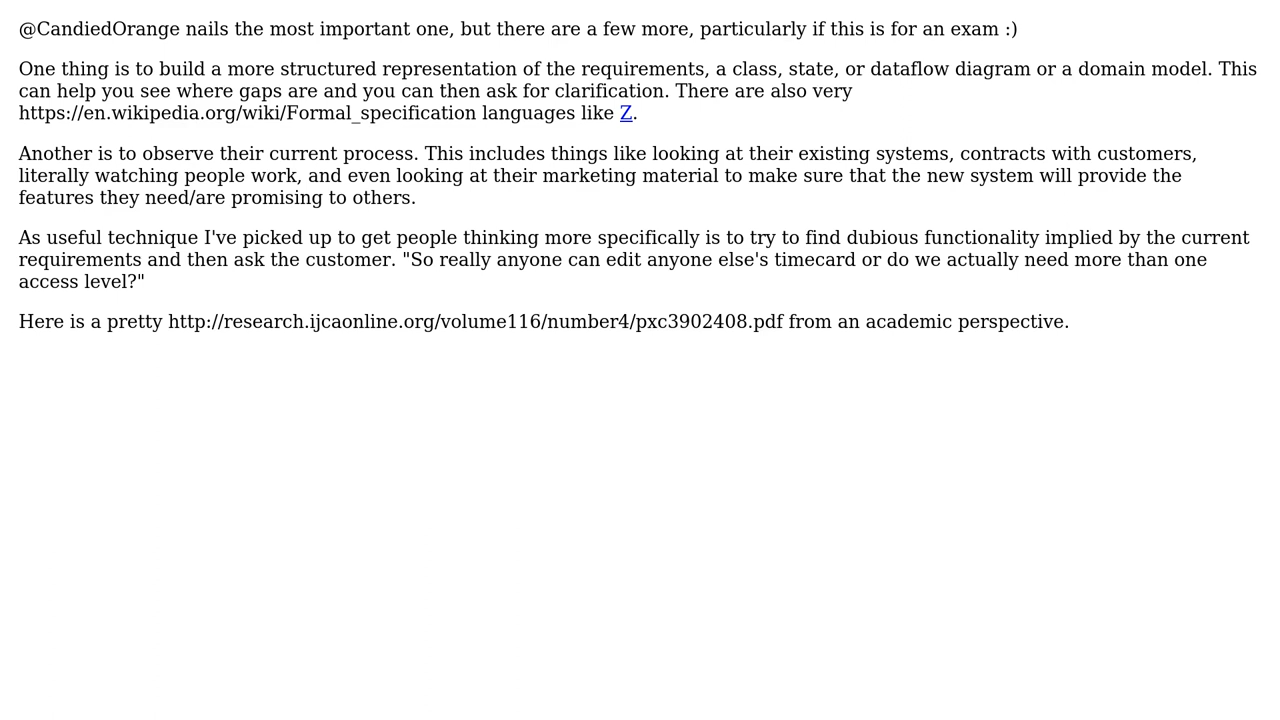 @CandiedOrange nails the most important one, but there are a few more, particularly if this is for an exam :)
One thing is to build a more structured representation of the requirements, a class, state, or dataflow diagram or a domain model. This
can help you see where gaps are and you can then ask for clarification. There are also very
https://en.wikipedia.org/wiki/Formal_specification languages like Z.
Another is to observe their current process. This includes things like looking at their existing systems, contracts with customers,
literally watching people work, and even looking at their marketing material to make sure that the new system will provide the
features they need/are promising to others.
As useful technique I've picked up to get people thinking more specifically is to try to find dubious functionality implied by the current
requirements and then ask the customer. "So really anyone can edit anyone else's timecard or do we actually need more than one
access level?"
Here is a pretty http://research.ijcaonline.org/volume116/number4/pxc3902408.pdf from an academic perspective.